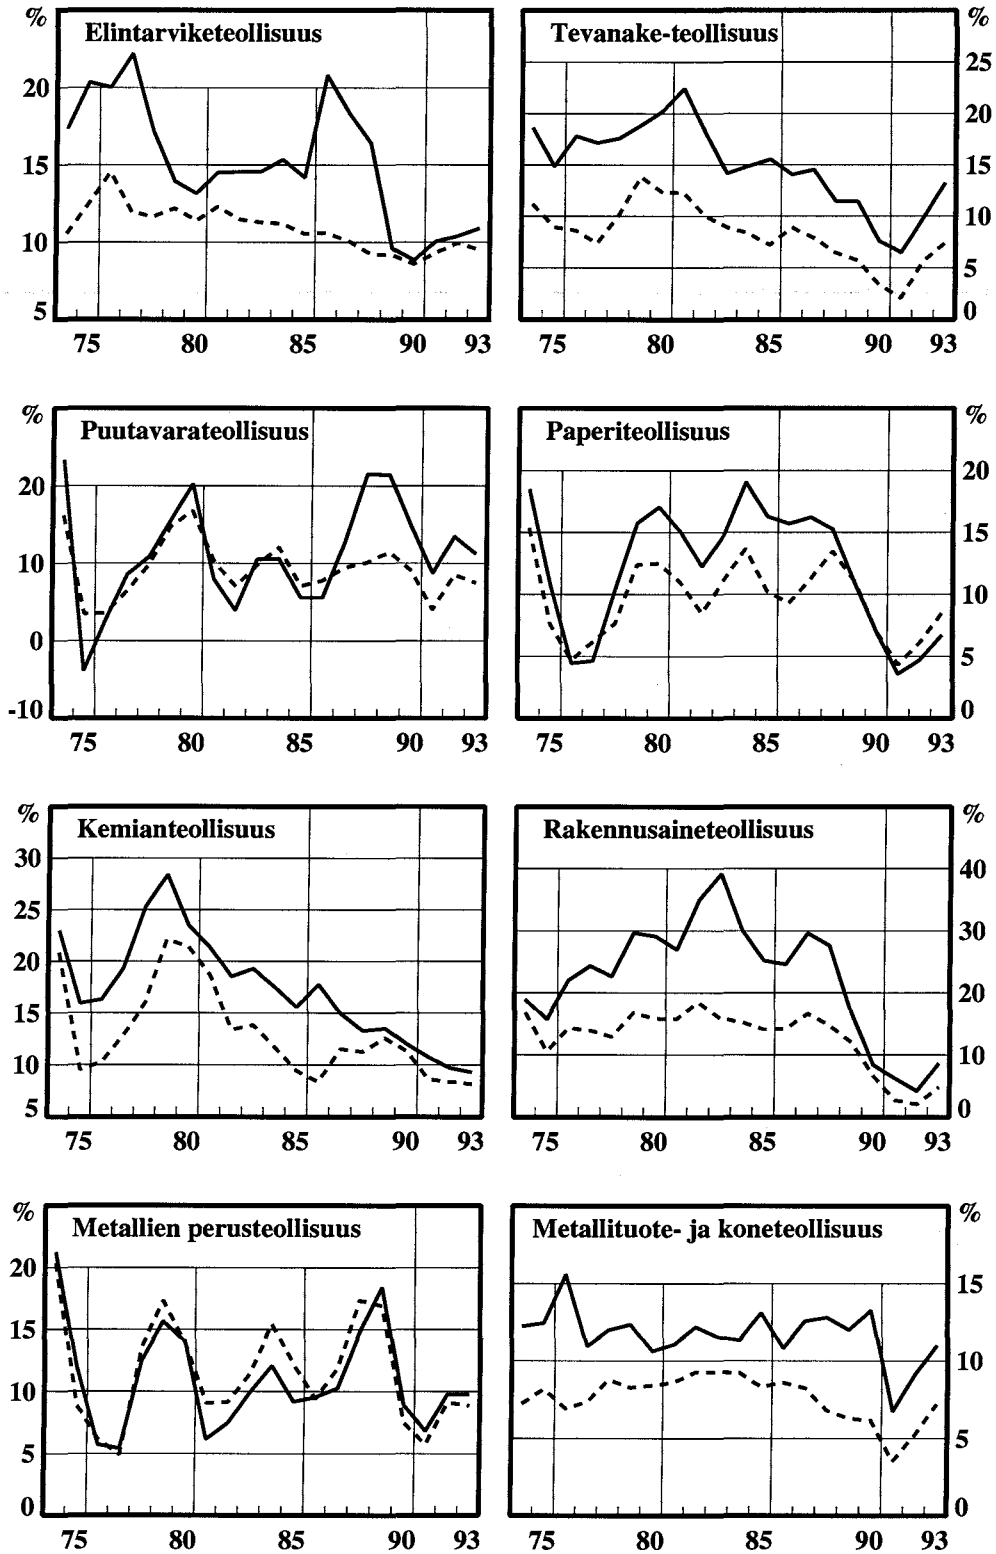 % Elintarviketeollisuus
20
15
10
5
75 80 85 90 93
Tevanake-teollisuus %
25
20
15
10
5
0
75 80 85 90 93
% Puutavarateollisuus
20
10
0
-10
75 80 85 90 93
Paperiteollisuus %
20
15
10
5
0
75 80 85 90 93
% Kemianteollisuus
30
25
20
15
10
5
75 80 85 90 93
Rakennusaineteollisuus %
40
30
20
10
0
75 80 85 90 93
% Metallien perusteollisuus
20
15
10
5
0
75 80 85 90 93
Metallituote- ja koneteollisuus %
15
10
5
0
75 80 85 90 93